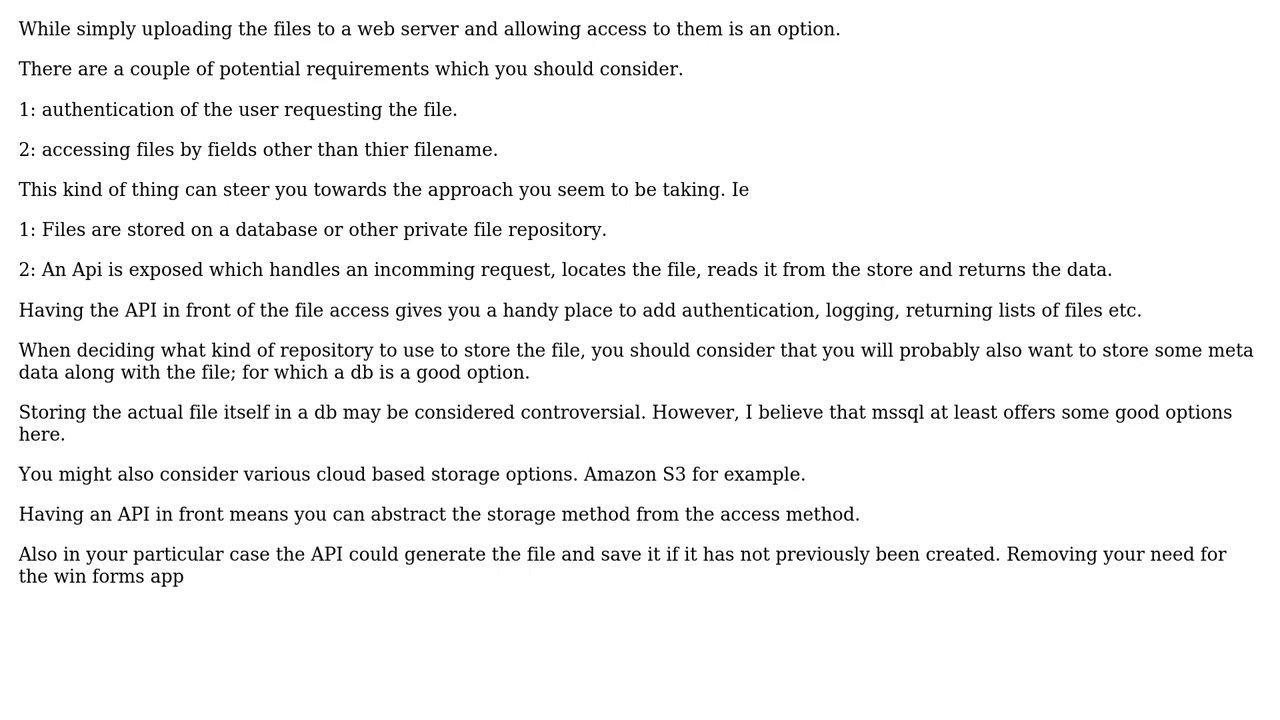 While simply uploading the files to a web server and allowing access to them is an option.
There are a couple of potential requirements which you should consider.
1: authentication of the user requesting the file.
2: accessing files by fields other than thier filename.
This kind of thing can steer you towards the approach you seem to be taking. Ie
1: Files are stored on a database or other private file repository.
2: An Api is exposed which handles an incomming request, locates the file, reads it from the store and returns the data.
Having the API in front of the file access gives you a handy place to add authentication, logging, returning lists of files etc.
When deciding what kind of repository to use to store the file, you should consider that you will probably also want to store some meta
data along with the file; for which a db is a good option.
Storing the actual file itself in a db may be considered controversial. However, I believe that mssql at least offers some good options
here.
You might also consider various cloud based storage options. Amazon S3 for example.
Having an API in front means you can abstract the storage method from the access method.
Also in your particular case the API could generate the file and save it if it has not previously been created. Removing your need for
the win forms app